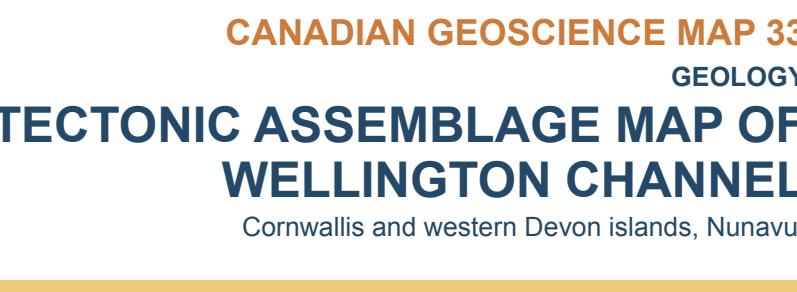 CANADIAN GEOSCIENCE MAP 33
GEOLOGY
TECTONIC ASSEMBLAGE MAP OF
WELLINGTON CHANNEL
Cornwallis and western Devon islands, Nunavu